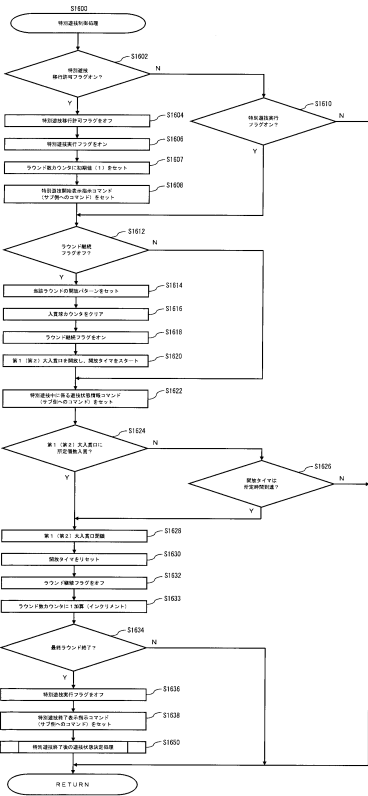 S1600
特別遊技制御処理
S1602
特別遊技
移行許可フラグオン？
N
Y
S1604
特別遊技移行許可フラグをオフ
S1606
特別遊技実行フラグをオン
S1607
ラウンド数カウンタに初期値（1）をセット
S1608
特別遊技開始表示指示コマンド
（サブ側へのコマンド）をセット
S1610
特別遊技実行
フラグオン？
N
Y
S1612
ラウンド継続
フラグオフ？
N
Y
S1614
当該ラウンドの開放パターンをセット
S1616
入賞球カウンタをクリア
S1618
ラウンド継続フラグをオン
S1620
第1（第2）大入賞口を開放し、開放タイマをスタート
S1622
特別遊技中に係る遊技状態情報コマンド
（サブ側へのコマンド）をセット
S1624
第1（第2）大入賞口に
所定個数入賞？
N
Y
S1626
開放タイマは
所定時間到達？
N
Y
S1628
第1（第2）大入賞口閉鎖
S1630
開放タイマをリセット
S1632
ラウンド継続フラグをオフ
S1633
ラウンド数カウンタに1加算（インクリメント）
S1634
最終ラウンド終了？
N
Y
S1636
特別遊技実行フラグをオフ
S1638
特別遊技終了表示指示コマンド
（サブ側へのコマンド）をセット
S1650
特別遊技終了後の遊技状態決定処理
RETURN